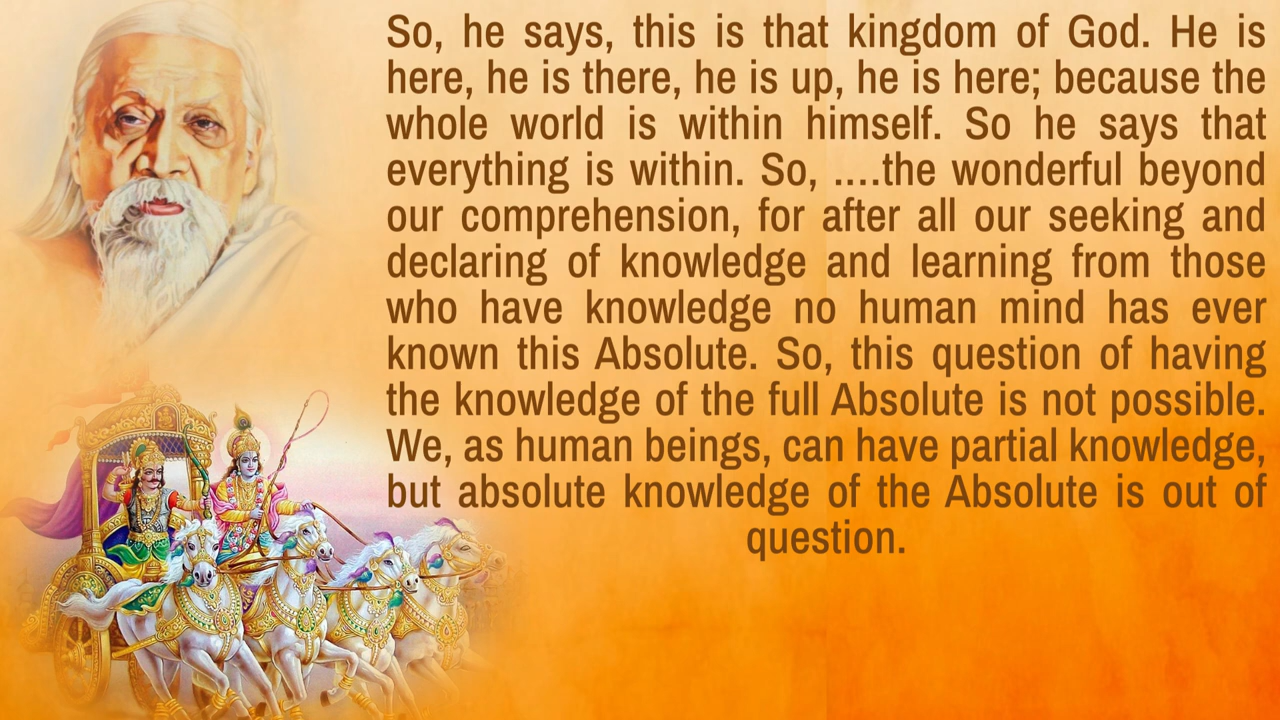 So, he says, this is that kingdom of God. He is
here, he is there, he is up, he is here; because the
whole world is within himself. So he says that
everything is within. So, ....the wonderful beyond
our comprehension, for after all our seeking and
declaring of knowledge and learning from those
who have knowledge no human mind has ever
known this Absolute. So, this question of having
the knowledge of the full Absolute is not possible.
We, as human beings, can have partial knowledge,
but absolute knowledge of the Absolute is out of
question.